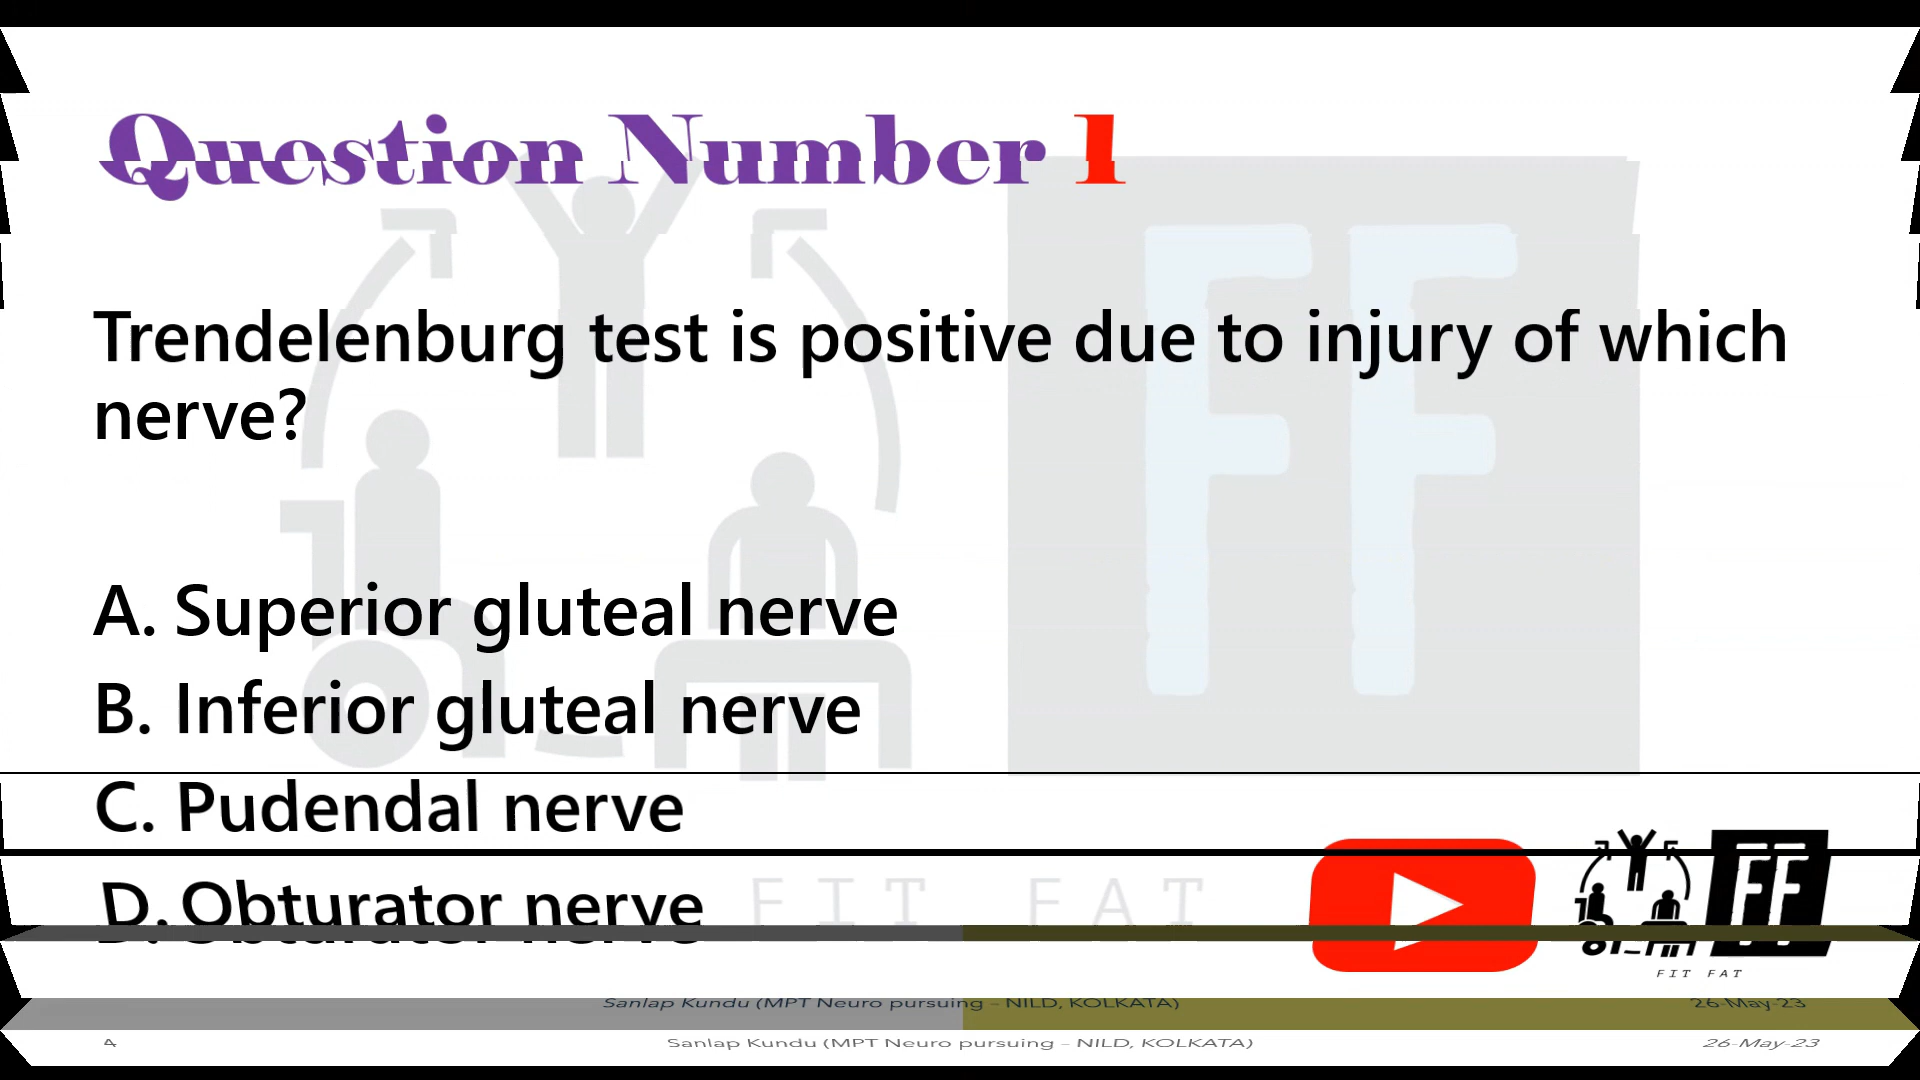 Question Number 1
Trendelenburg test is positive due to injury of which
nerve?
A. Superior gluteal nerve
B. Inferior gluteal nerve
C. Pudendal nerve
D. Obturator nerve
FIT FAT
FF
FF
FIT FAT
Sanlap Kundu (MPT Neuro pursuing – NILD, KOLKATA) 26-May-23
4 Sanlap Kundu (MPT Neuro pursuing – NILD, KOLKATA) 26-May-23